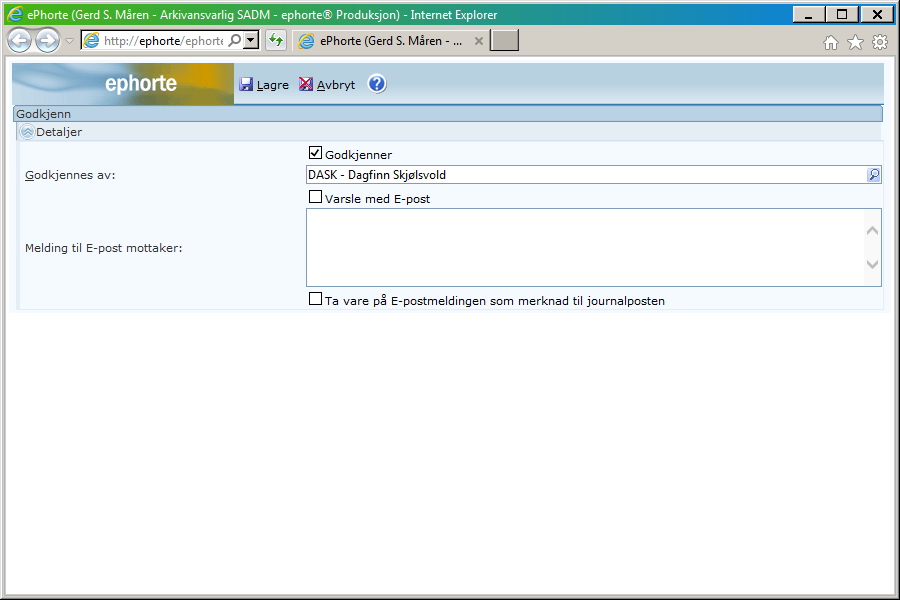 ePhorte (Gerd S. Måren - Arkivansvarlig SADM - ephorte® Produksjon) - Internet Explorer
http://ephorte/ephorte
ePhorte (Gerd S. Måren - ...
ephorte
Lagre
Avbryt
?
Godkjenn
Detaljer
Godkjenner
Godkjennes av:
DASK - Dagfinn Skjølsvold
Varsle med E-post
Melding til E-post mottaker:
Ta vare på E-postmeldingen som merknad til journalposten